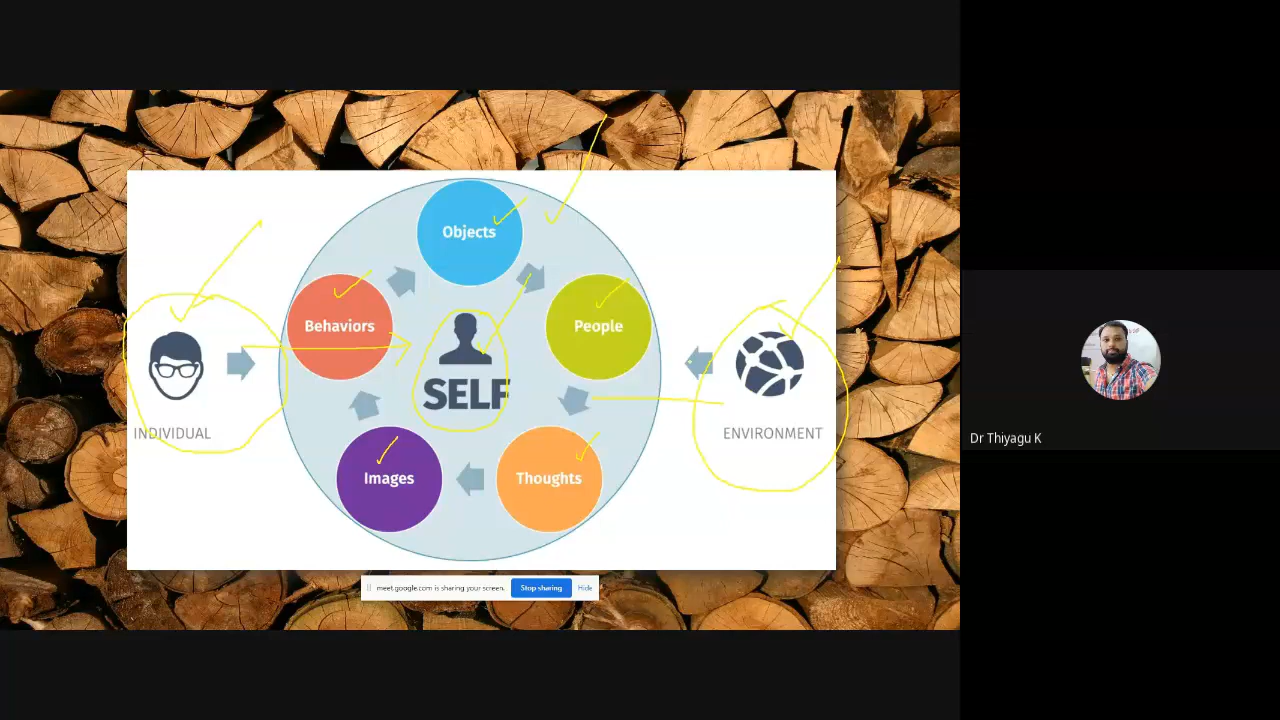 Objects
Behaviors
People
SELF
INDIVIDUAL
ENVIRONMENT
Images
Thoughts
Dr Thiyagu K
meet.google.com is sharing your screen.
Stop sharing
Hide